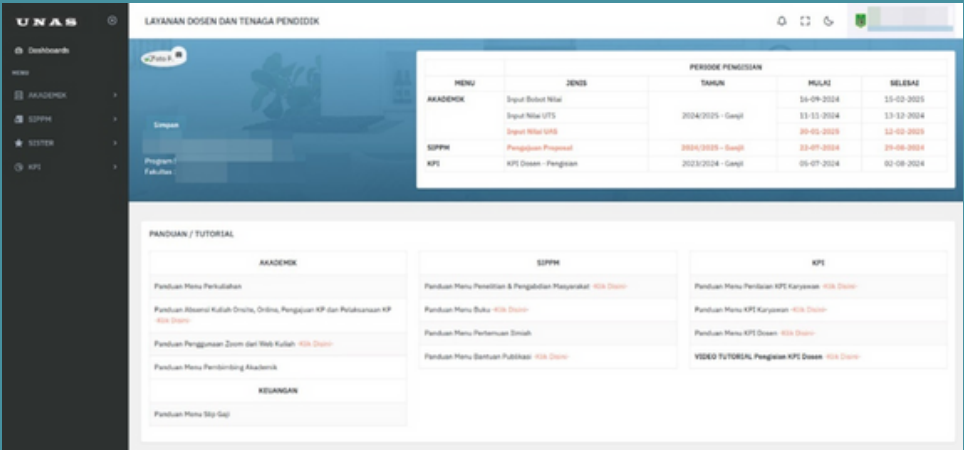 UNAS
LAYANAN DOSEN DAN TENAGA PENDIDIK
Dashboards
MENU
AKADEMIK
SIPPM
SISTER
KPI
Foto P
Simpan
Program
Fakultas
PERIODE PENGISIAN
MENU JENIS TAHUN MULAI SELESAI
AKADEMIK Input Bobot Nilai 16-09-2024 15-02-2025
Input Nilai UTS 2024/2025 - Ganjil 11-11-2024 13-12-2024
Input Nilai UAS 20-01-2025 12-02-2025
SIPPM Pengajuan Proposal 2024/2025 - Ganjil 22-07-2024 29-08-2024
KPI KPI Dosen - Pengisian 2023/2024 - Ganjil 05-07-2024 02-08-2024
PANDUAN / TUTORIAL
AKADEMIK
Panduan Menu Perkuliahan
Panduan Absensi Kuliah Onsite, Online, Pengajuan KP dan Pelaksanaan KP
-Klik Disini-
Panduan Penggunaan Zoom dari Web Kuliah -Klik Disini-
Panduan Menu Pembimbing Akademik
KEUANGAN
Panduan Menu Slip Gaji
SIPPM
Panduan Menu Penelitian & Pengabdian Masyarakat -Klik Disini-
Panduan Menu Buku -Klik Disini-
Panduan Menu Pertemuan Ilmiah
Panduan Menu Bantuan Publikasi -Klik Disini-
KPI
Panduan Menu Penilaian KPI Karyawan -Klik Disini-
Panduan Menu KPI Karyawan -Klik Disini-
Panduan Menu KPI Dosen -Klik Disini-
VIDEO TUTORIAL Pengisian KPI Dosen -Klik Disini-